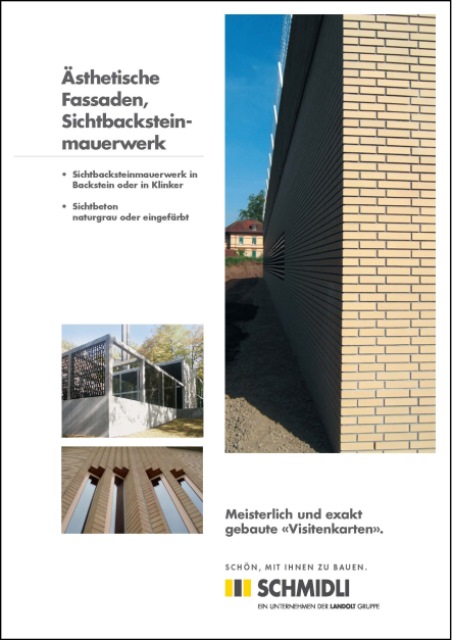 Ästhetische
Fassaden,
Sichtbackstein-
mauerwerk
• Sichtbacksteinmauerwerk in
Backstein oder in Klinker
• Sichtbeton
naturgrau oder eingefärbt
Meisterlich und exakt
gebaute «Visitenkarten».
SCHÖN, MIT IHNEN ZU BAUEN.
SCHMIDLI
EIN UNTERNEHMEN DER LANDOLT GRUPPE